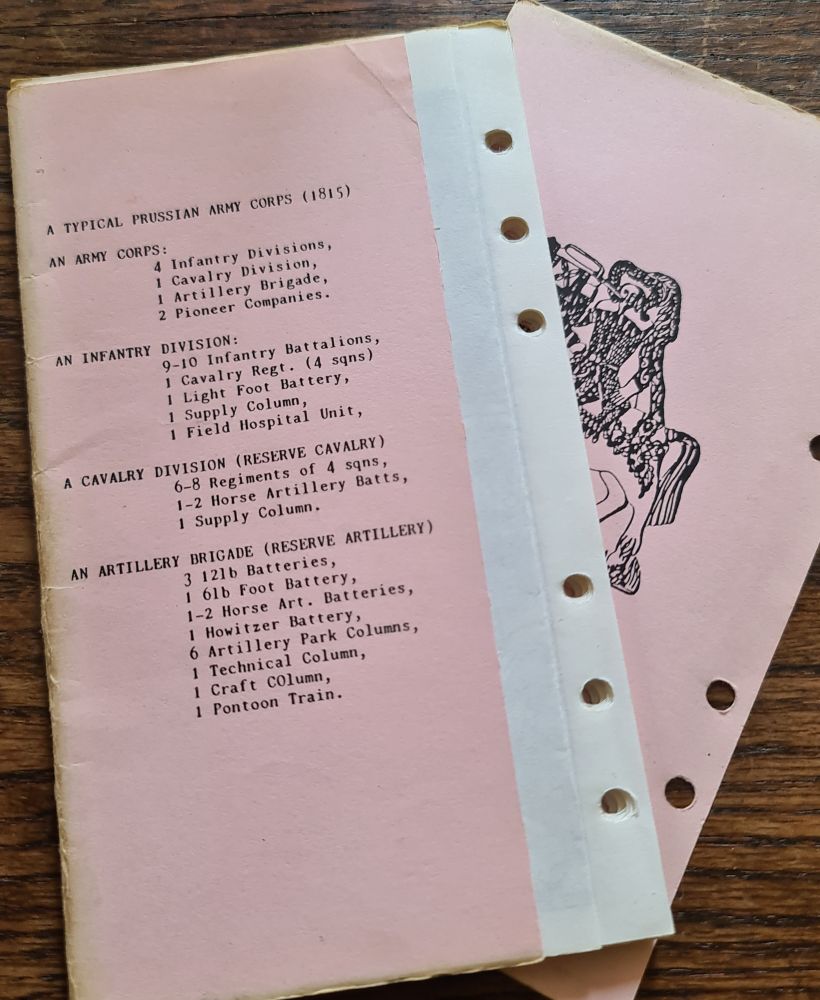 A TYPICAL PRUSSIAN ARMY CORPS (1815)
AN ARMY CORPS:
4 Infantry Divisions,
1 Cavalry Division,
1 Artillery Brigade,
2 Pioneer Companies.
AN INFANTRY DIVISION:
9-10 Infantry Battalions,
1 Cavalry Regt. (4 sqns)
1 Light Foot Battery,
1 Supply Column,
1 Field Hospital Unit,
A CAVALRY DIVISION (RESERVE CAVALRY)
6-8 Regiments of 4 sqns,
1-2 Horse Artillery Batts,
1 Supply Column.
AN ARTILLERY BRIGADE (RESERVE ARTILLERY)
3 12lb Batteries,
1 6lb Foot Battery,
1-2 Horse Art. Batteries,
1 Howitzer Battery,
6 Artillery Park Columns,
1 Technical Column,
1 Craft COlumn,
1 Pontoon Train.